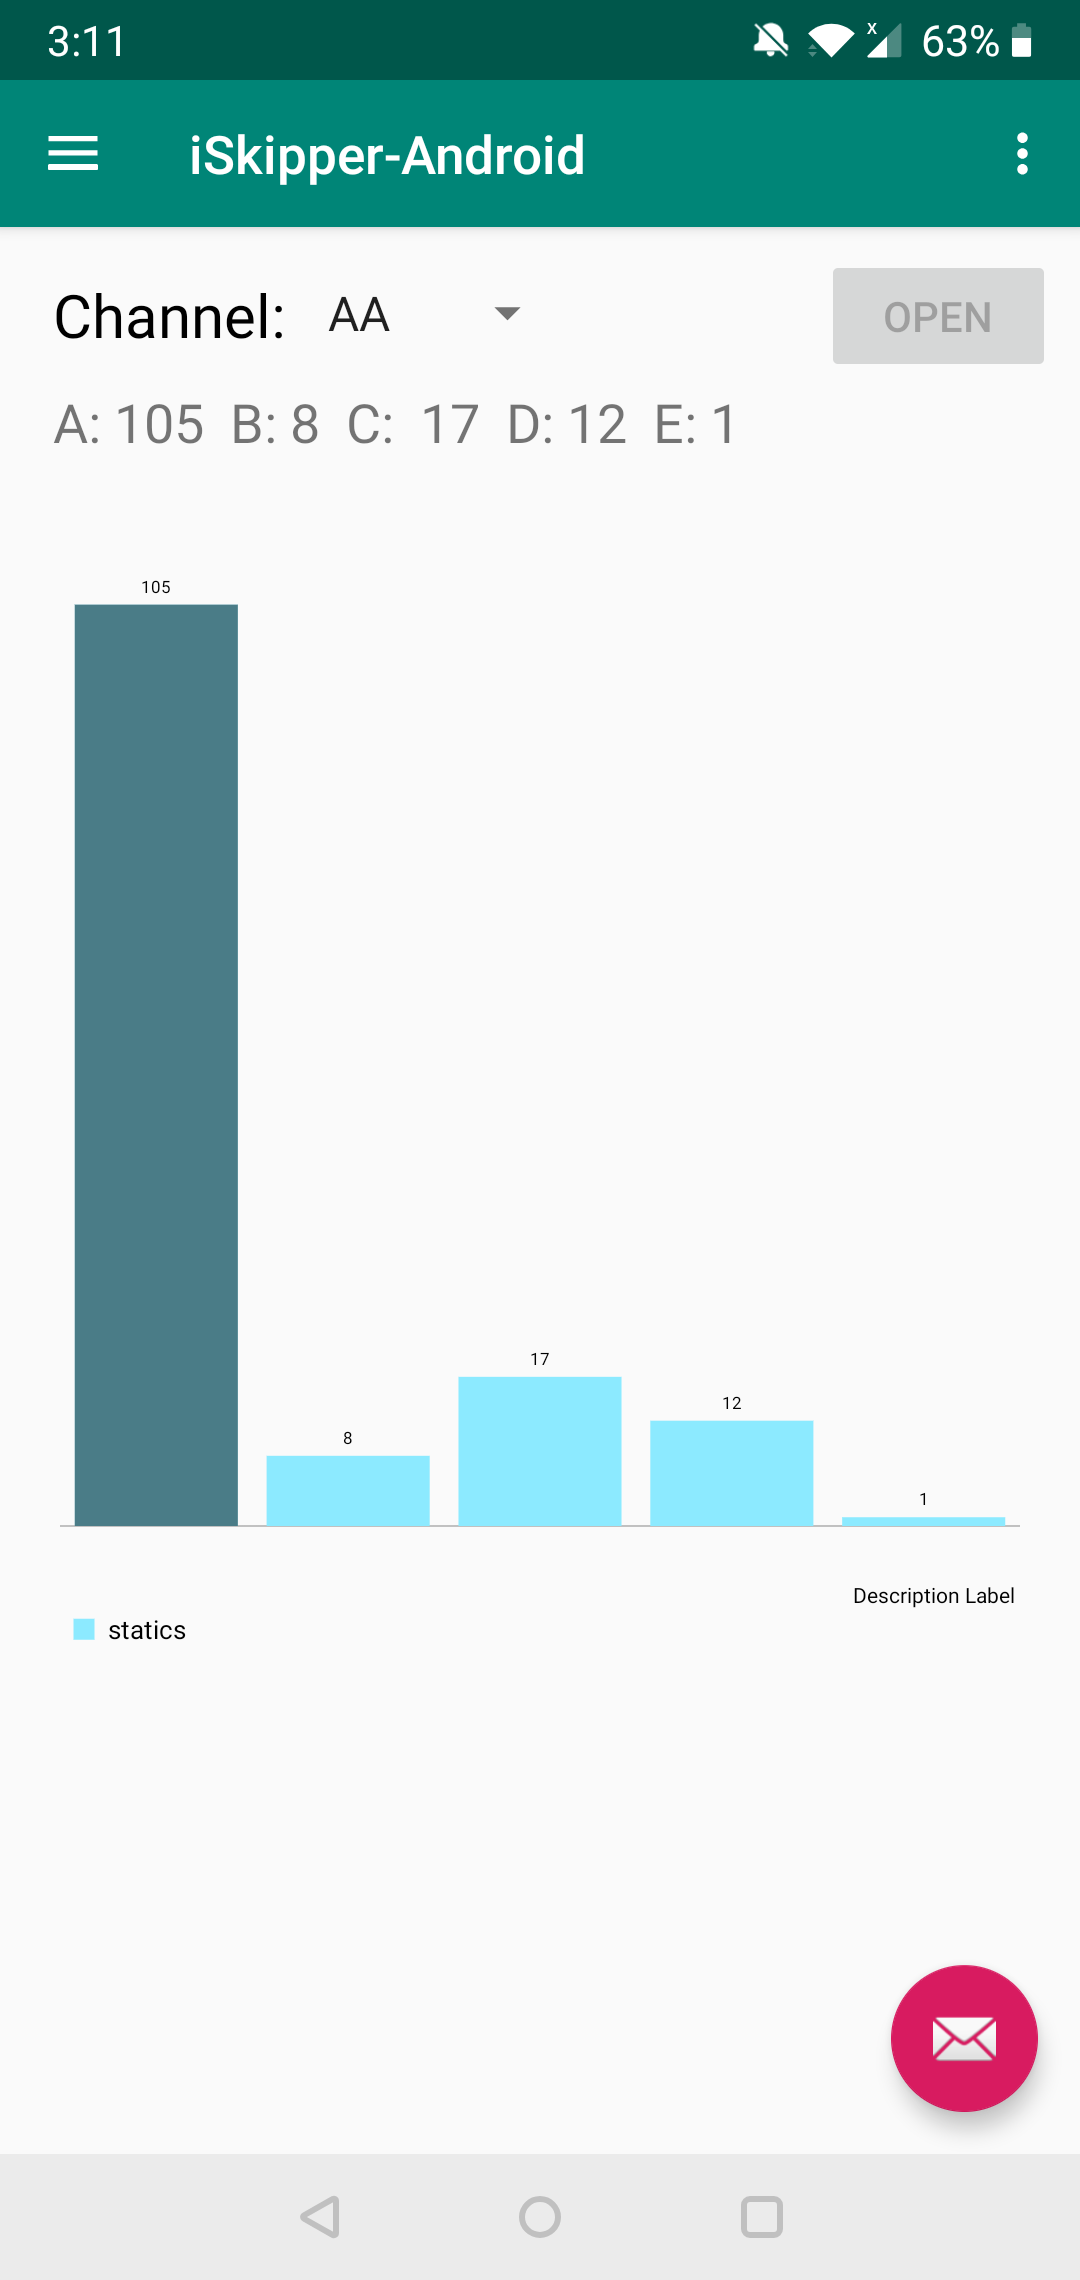 3:11 x 63%
iSkipper-Android
Channel: AA OPEN
A: 105 B: 8 C: 17 D: 12 E: 1
105
17
12
8
1
Description Label
statics